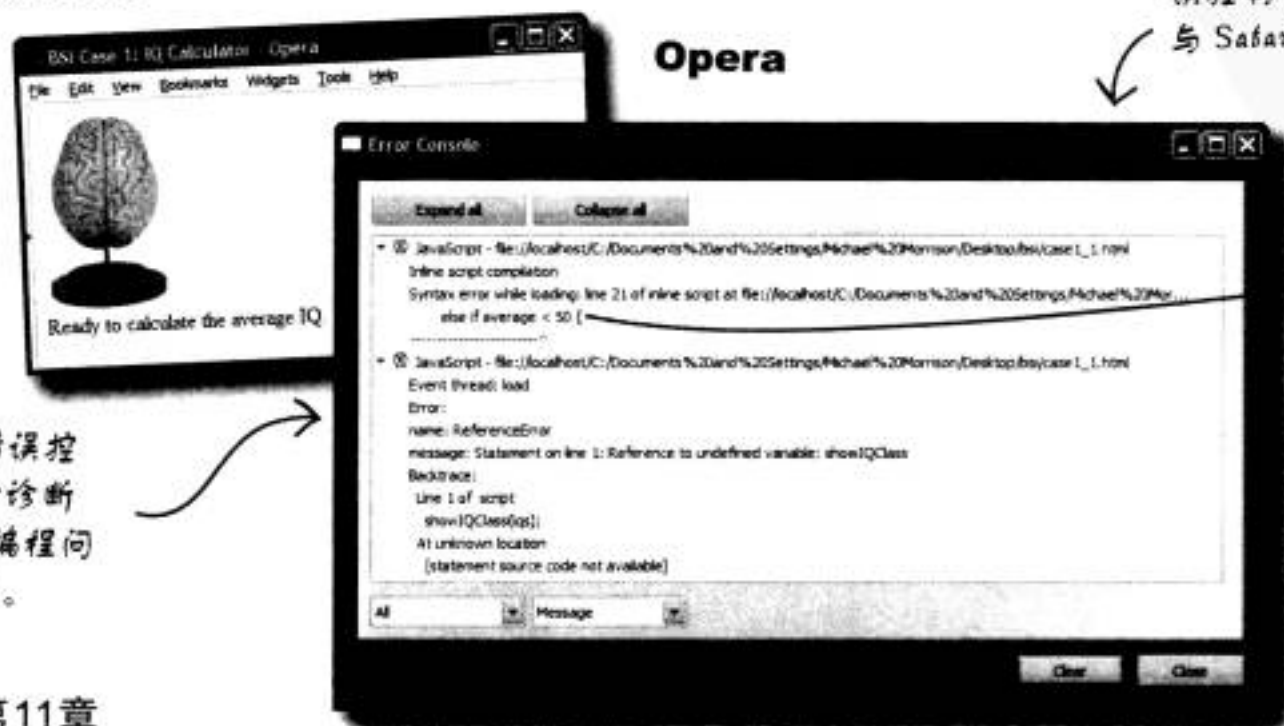 与 Safar
Opera
BSI Case 1: IQ Calculator - Opera
File Edit View Bookmarks Widgets Tools Help
Ready to calculate the average IQ
Error Console
Expand all Collapse all
JavaScript - file://localhost/C:/Documents%20and%20Settings/Michael%20Morrison/Desktop/bsi/case1_1.html
Inline script compilation
Syntax error while loading: line 21 of inline script at file://localhost/C:/Documents%20and%20Settings/Michael%20Mor...
else if average < 50 {
----------------------^
JavaScript - file://localhost/C:/Documents%20and%20Settings/Michael%20Morrison/Desktop/bsi/case1_1.html
Event thread: load
Error:
name: ReferenceError
message: Statement on line 1: Reference to undefined variable: showIQClass
Backtrace:
Line 1 of script
showIQClass(iqs);
At unknown location
[statement source code not available]
All Message
Clear Close
误控
诊断
编程问
。
第11章